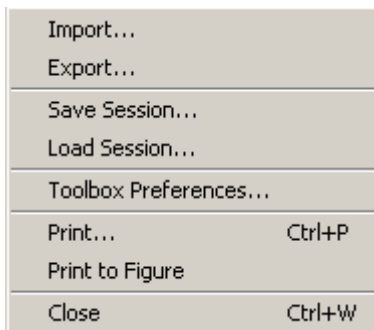 Import...
Export...
Save Session...
Load Session...
Toolbox Preferences...
Print... Ctrl+P
Print to Figure
Close Ctrl+W